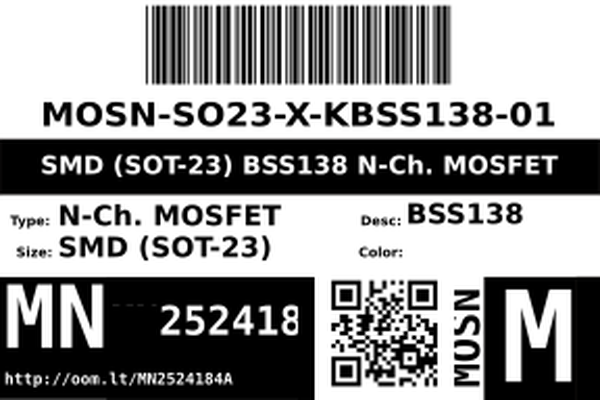 MOSN-SO23-X-KBSS138-01
SMD (SOT-23) BSS138 N-Ch. MOSFET
Type: N-Ch. MOSFET
Desc: BSS138
Size: SMD (SOT-23)
Color:
MN 252418
MOSN
M
http://oom.lt/MN2524184A